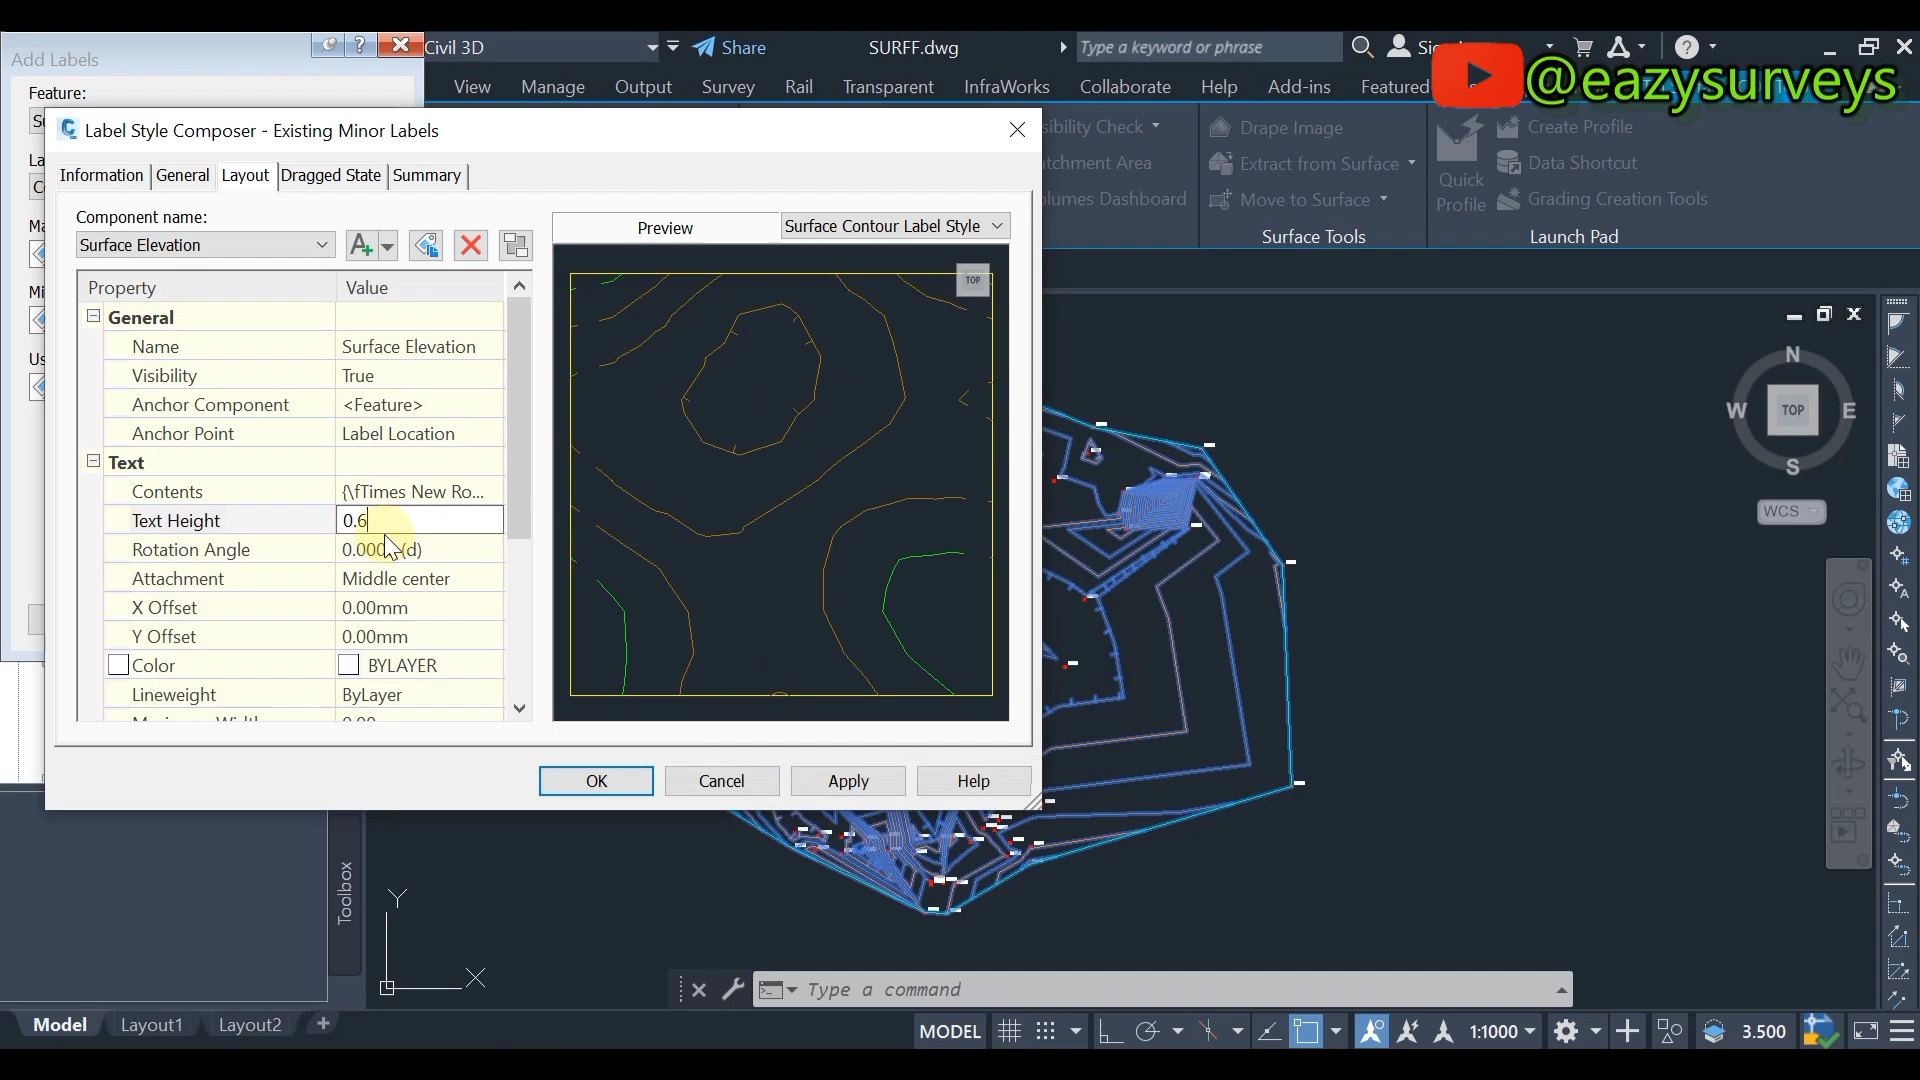 Civil 3D
Share
SURFF.dwg
Type a keyword or phrase
@eazysurveys
Add Labels
View
Manage
Output
Survey
Rail
Transparent
InfraWorks
Collaborate
Help
Add-ins
Featured
Feature:
Label Style Composer - Existing Minor Labels
Drape Image
Create Profile
Extract from Surface
Data Shortcut
Move to Surface
Quick
Profile
Grading Creation Tools
Surface Tools
Launch Pad
Information
General
Layout
Dragged State
Summary
Component name:
Surface Elevation
Preview
Surface Contour Label Style
TOP
Property
Value
General
Name
Surface Elevation
Visibility
True
Anchor Component
<Feature>
Anchor Point
Label Location
Text
Contents
{\fTimes New Ro...
Text Height
0.6
Rotation Angle
Attachment
Middle center
X Offset
0.00mm
Y Offset
0.00mm
Color
BYLAYER
Lineweight
ByLayer
OK
Cancel
Apply
Help
N
W
TOP
E
S
WCS
Toolbox
Y
X
Type a command
Model
Layout1
Layout2
MODEL
1:1000
3.500